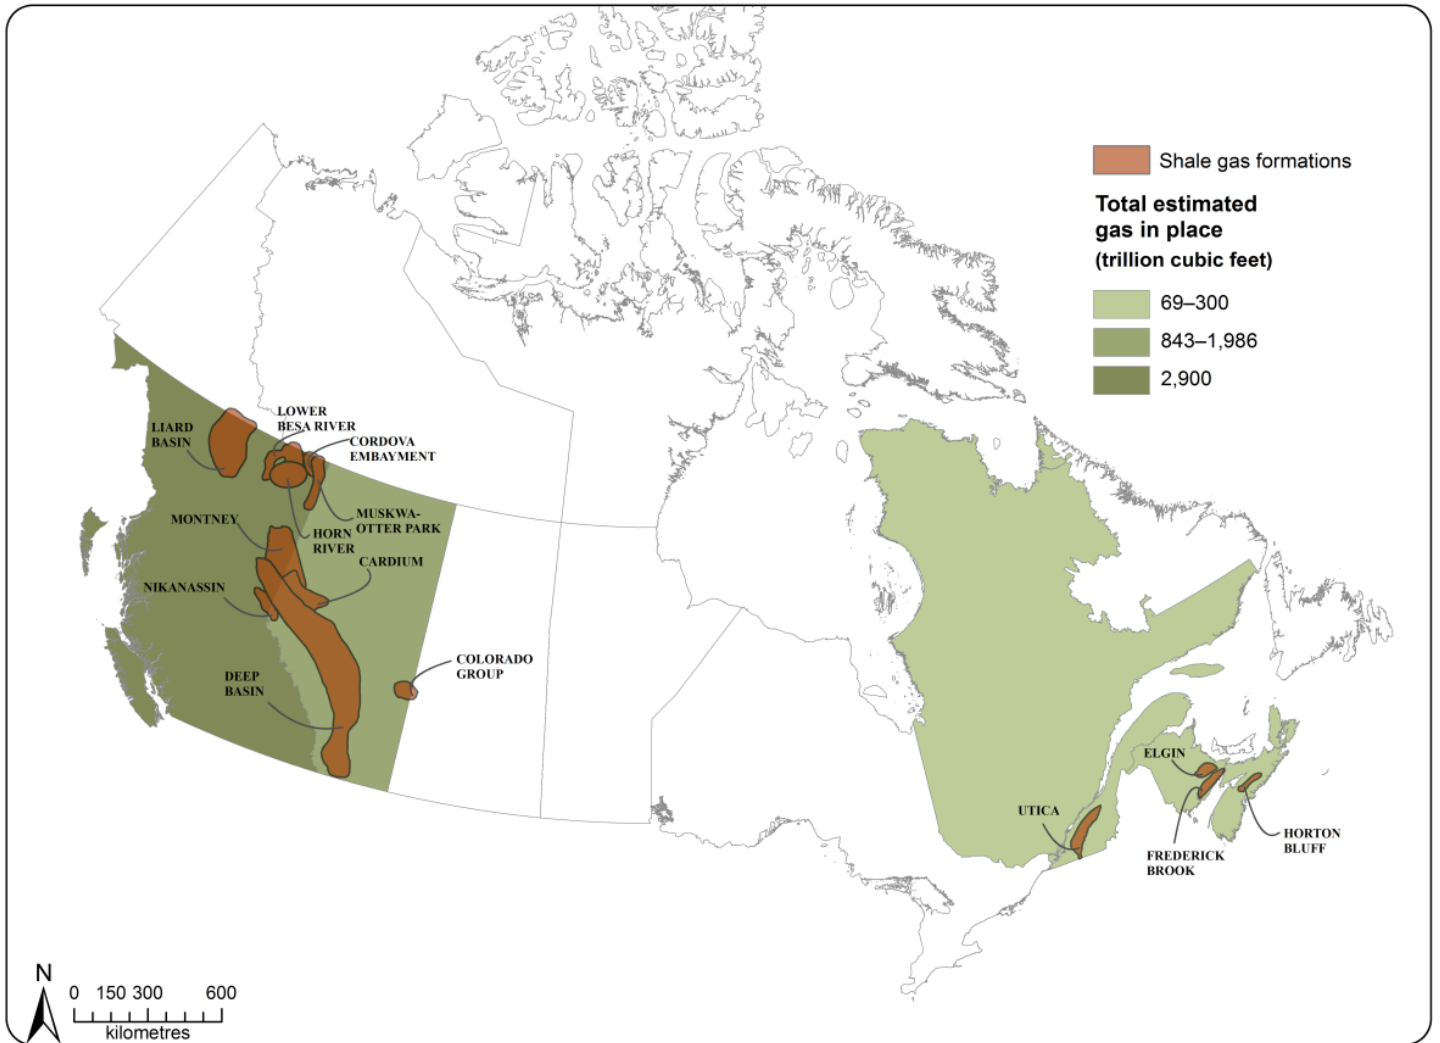 Shale gas formations
Total estimated
gas in place
(trillion cubic feet)
69–300
843–1,986
2,900
LOWER
BESA RIVER
LIARD
BASIN
CORDOVA
EMBAYMENT
MONTNEY
MUSKWA-
OTTER PARK
HORN
RIVER
CARDIUM
NIKANASSIN
DEEP
BASIN
COLORADO
GROUP
ELGIN
UTICA
FREDERICK
BROOK
HORTON
BLUFF
N
0 150 300 600
kilometres